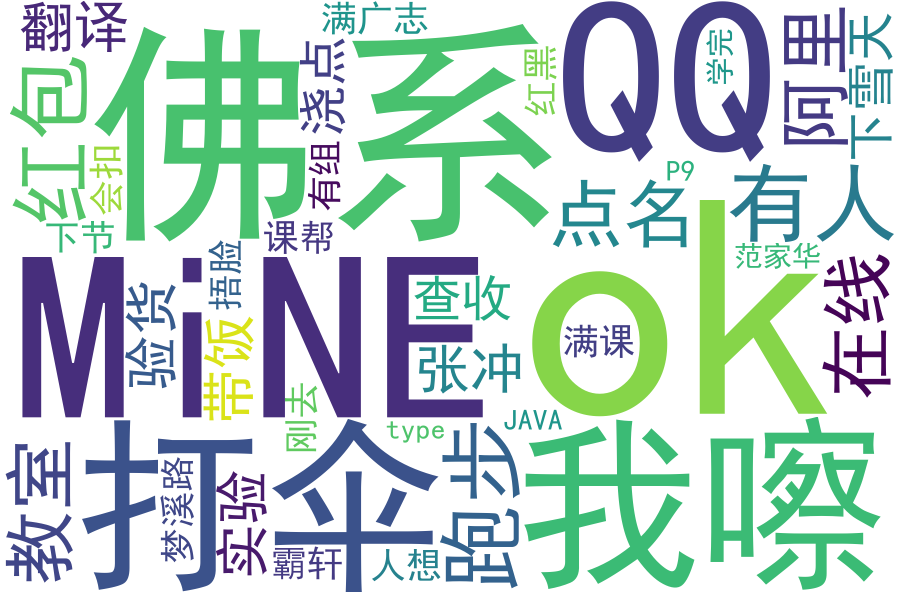 翻译
满广志
QQ
学完
阿里
下雪天
红包
佛系
浇点
红黑
会扣
有组
P9
点名
有人
下节
课帮
范家华
MiNE
捂脸
验货
查收
ok
满课
在线
带饭
张冲
刚去
type
JAVA
教室
打伞
梦溪路
实验
跑步
我嚓
霸轩
人想